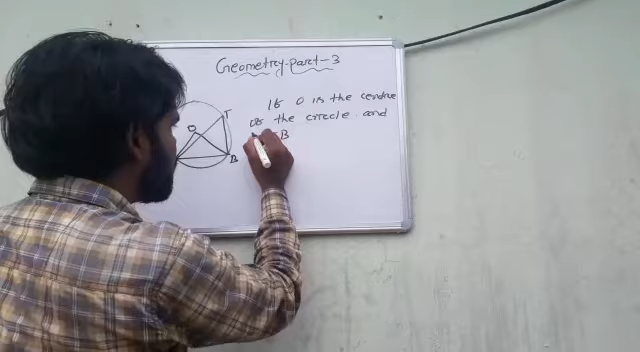 Geometry-part-3
If O is the centre
of the circle and
B
O
T
B